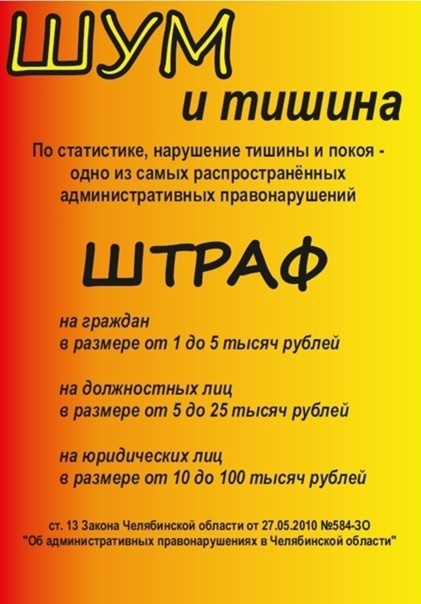 ШУМ
и тишина
По статистике, нарушение тишины и покоя -
одно из самых распространённых
административных правонарушений
ШТРАФ
на граждан
в размере от 1 до 5 тысяч рублей
на должностных лиц
в размере от 5 до 25 тысяч рублей
на юридических лиц
в размере от 10 до 100 тысяч рублей
ст. 13 Закона Челябинской области от 27.05.2010 №584-ЗО
"Об административных правонарушениях в Челябинской области"